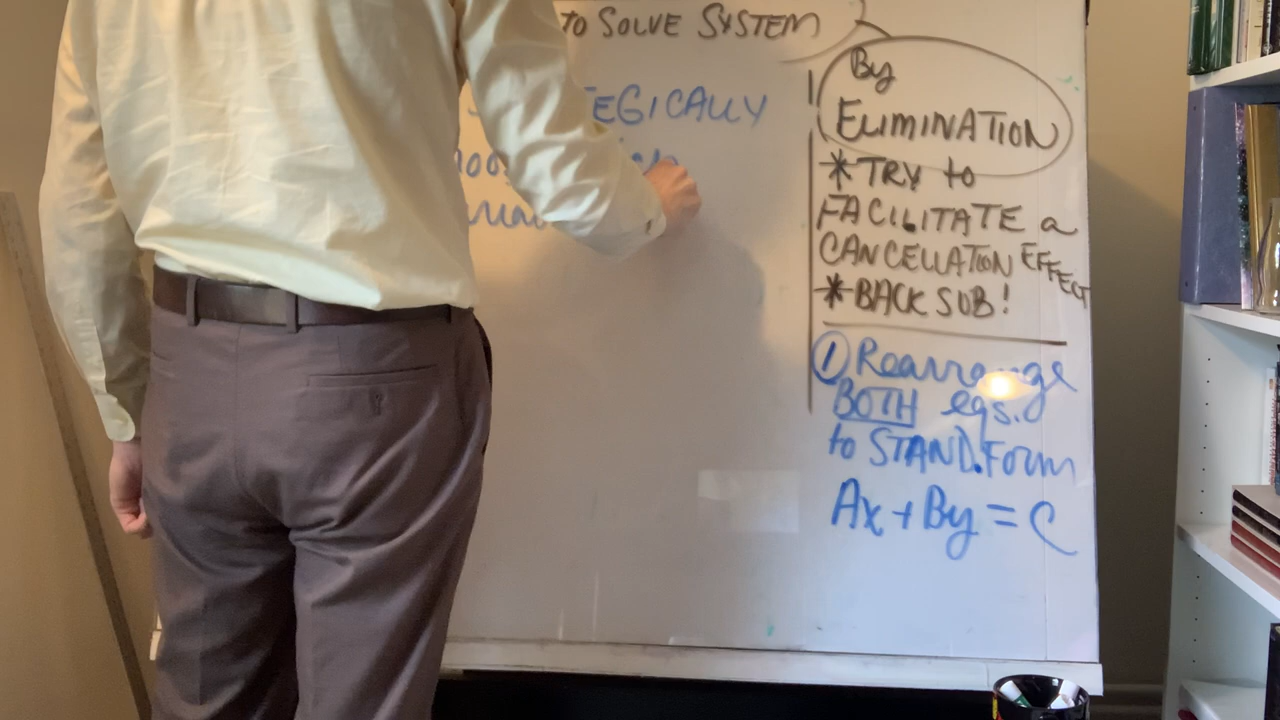 TO SOLVE SYSTEM
EGICALLY
By
ELIMINATION
*TRY to
FACILITATE a
CANCELLATION EFFECT
*BACK SUB!
① Rearrange
BOTH eqs.
to STAND. Form
Ax + By = C